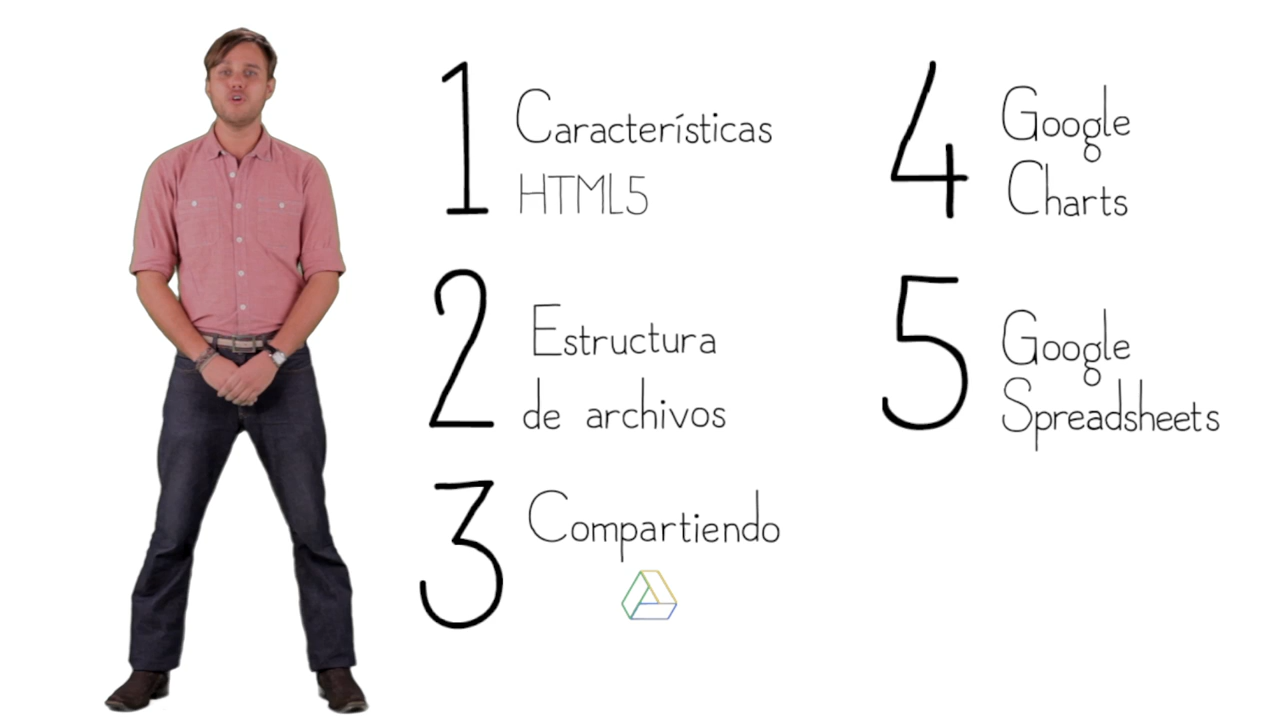 1 Características
HTML5
2 Estructura
de archivos
3 Compartiendo
4 Google
Charts
5 Google
Spreadsheets